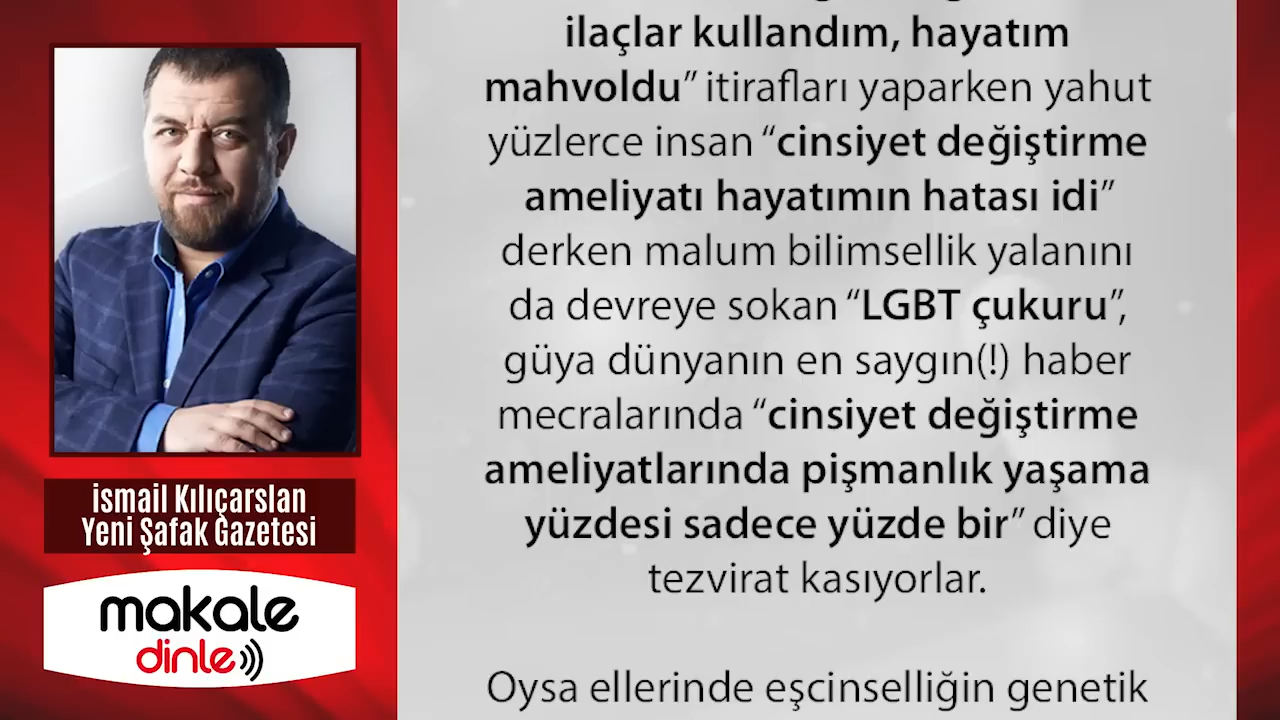 ismail Kılıçarslan
Yeni Şafak Gazetesi
makale
dinle
ilaçlar kullandım, hayatım
mahvoldu” itirafları yaparken yahut
yüzlerce insan “cinsiyet değiştirme
ameliyatı hayatımın hatası idi”
derken malum bilimsellik yalanını
da devreye sokan “LGBT çukuru”,
güya dünyanın en saygın(!) haber
mecralarında “cinsiyet değiştirme
ameliyatlarında pişmanlık yaşama
yüzdesi sadece yüzde bir” diye
tezvirat kasıyorlar.
Oysa ellerinde eşcinselliğin genetik